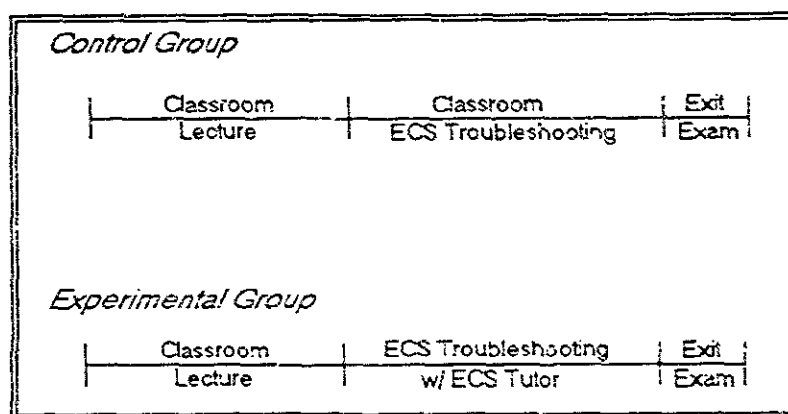 Control Group
Classroom Classroom Exit
Lecture ECS Troubleshooting Exam
Experimental Group
Classroom ECS Troubleshooting Exit
Lecture w/ ECS Tutor Exam